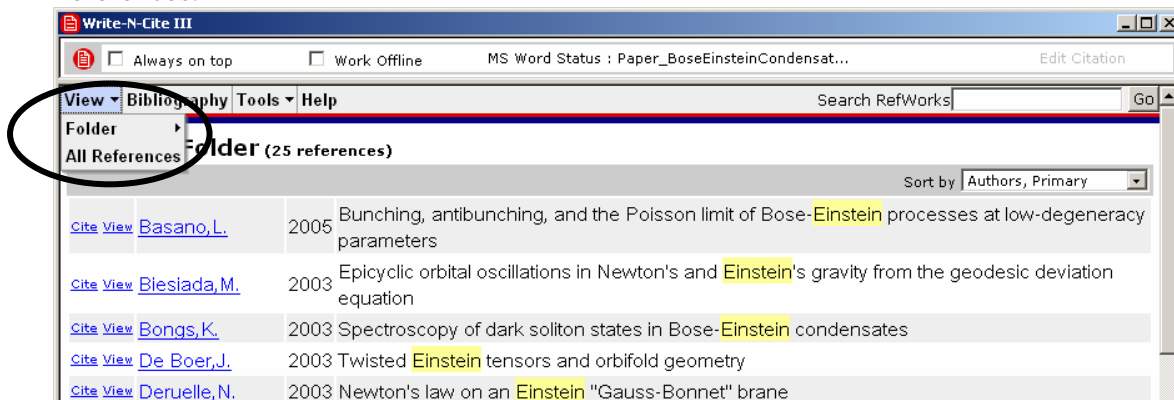 Write-N-Cite III
Always on top Work Offline MS Word Status : Paper_BoseEinsteinCondensat... Edit Citation
View Bibliography Tools Help Search RefWorks Go
Folder
All References
Folder (25 references)
Sort by Authors, Primary
Cite View Basano,L. 2005 Bunching, antibunching, and the Poisson limit of Bose-Einstein processes at low-degeneracy
parameters
Cite View Biesiada,M. 2003 Epicyclic orbital oscillations in Newton's and Einstein's gravity from the geodesic deviation
equation
Cite View Bongs,K. 2003 Spectroscopy of dark soliton states in Bose-Einstein condensates
Cite View De Boer,J. 2003 Twisted Einstein tensors and orbifold geometry
Cite View Deruelle,N. 2003 Newton's law on an Einstein "Gauss-Bonnet" brane